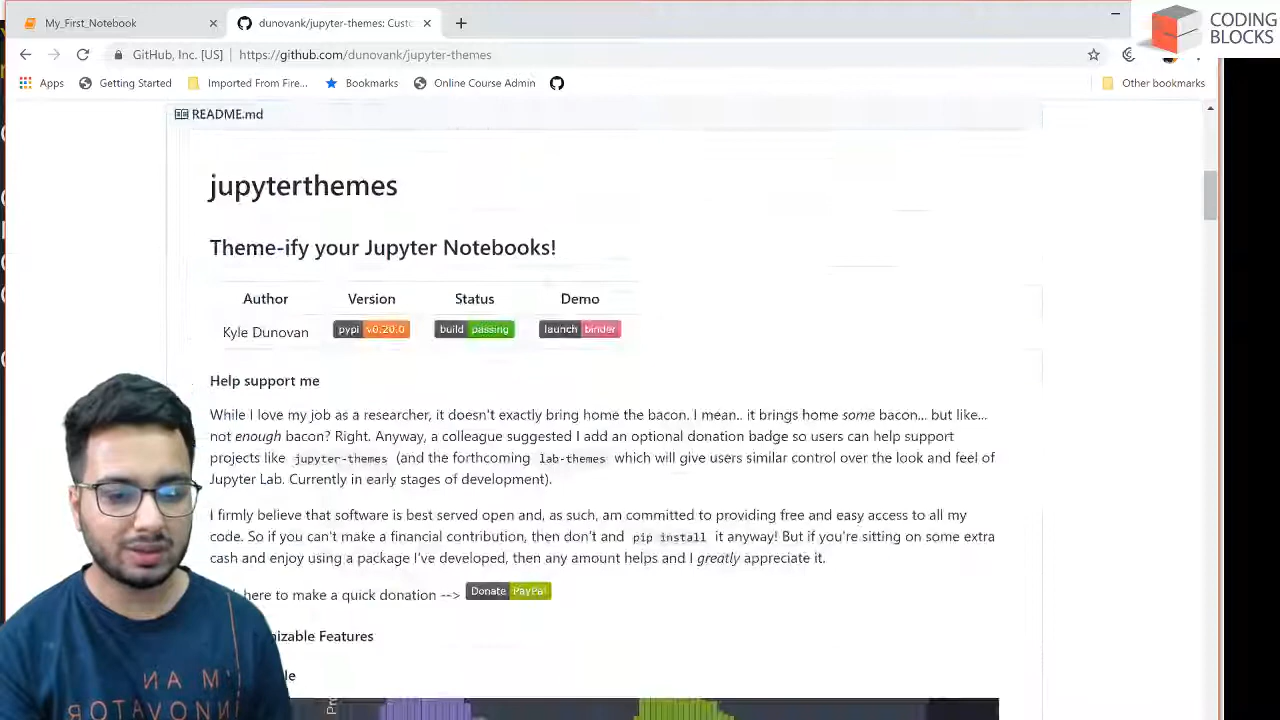 My_First_Notebook
dunovank/jupyter-themes: Custo
CODING
BLOCKS
GitHub, Inc. [US] | https://github.com/dunovank/jupyter-themes
Apps Getting Started Imported From Fire... Bookmarks Online Course Admin Other bookmarks
README.md
jupyterthemes
Theme-ify your Jupyter Notebooks!
Author Version Status Demo
Kyle Dunovan pypi v0.20.0 build passing launch binder
Help support me
While I love my job as a researcher, it doesn't exactly bring home the bacon. I mean.. it brings home some bacon... but like...
not enough bacon? Right. Anyway, a colleague suggested I add an optional donation badge so users can help support
projects like jupyter-themes (and the forthcoming lab-themes which will give users similar control over the look and feel of
Jupyter Lab. Currently in early stages of development).
I firmly believe that software is best served open and, as such, am committed to providing free and easy access to all my
code. So if you can't make a financial contribution, then don't and pip install it anyway! But if you're sitting on some extra
cash and enjoy using a package I've developed, then any amount helps and I greatly appreciate it.
here to make a quick donation --> Donate PayPal
nizable Features
le
I'M AN
INNOVATOR